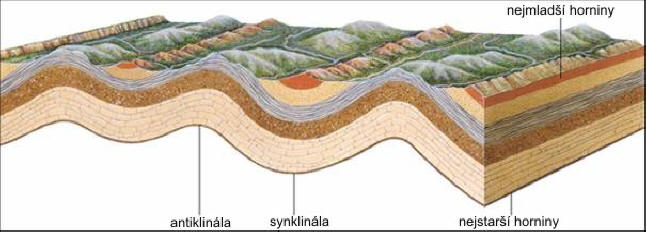 nejmladší horniny
antiklinála
synklinála
nejstarší horniny